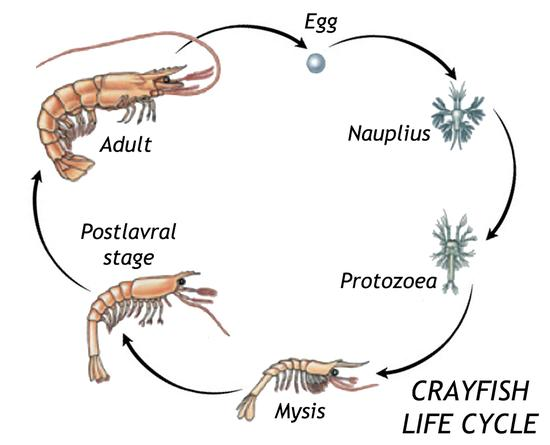 Egg
Nauplius
Protozoea
Mysis
Postlavral
stage
Adult
CRAYFISH
LIFE CYCLE